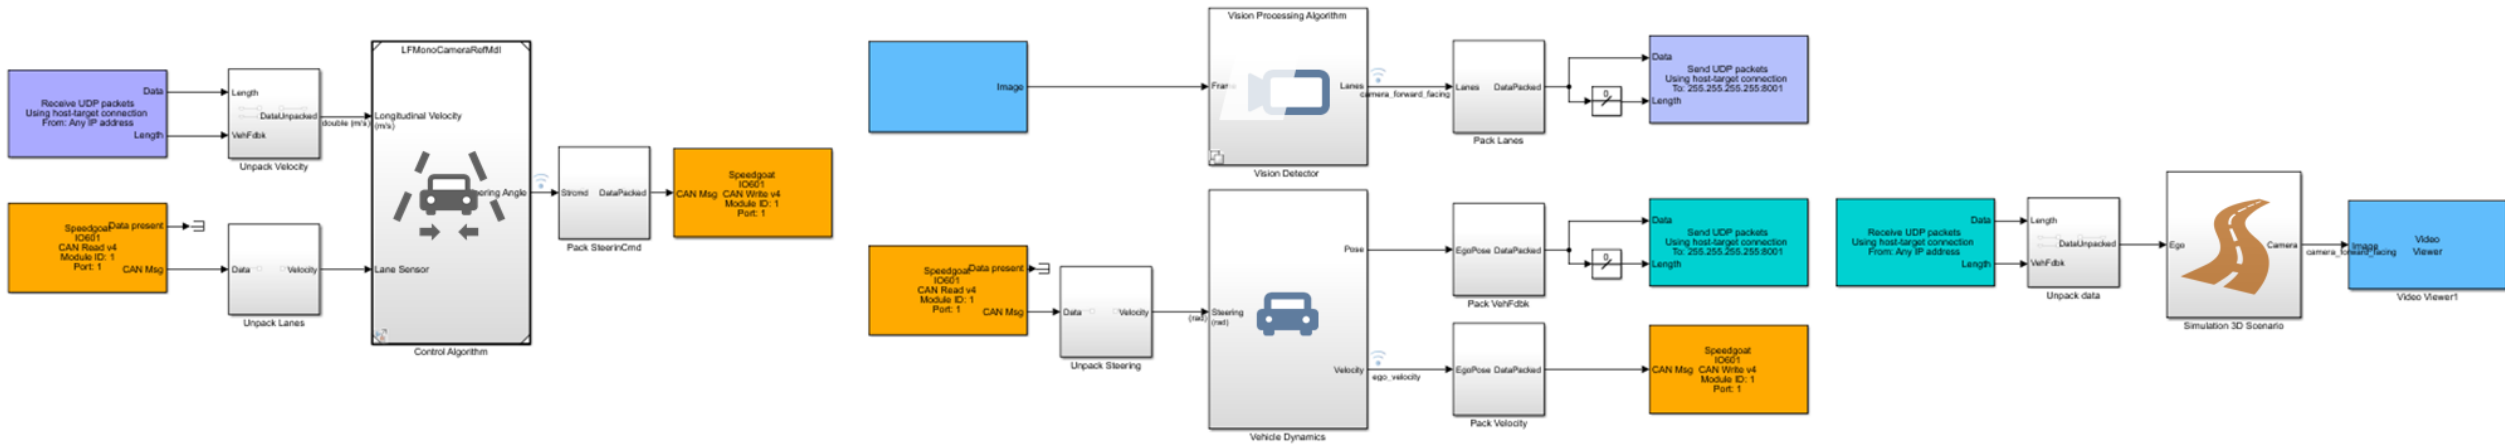 Receive UDP packets
Using host-target connection
From: Any IP address
Data
Length
Length
VehFdbk
DataUnpacked
Unpack Velocity
double (m/s)
Speedgoat
IO601
CAN Read v4
Module ID: 1
Port: 1
Data present
CAN Msg
Data
Velocity
Unpack Lanes
LFMonoCameraRefMdl
Longitudinal Velocity
(m/s)
Lane Sensor
eering Angle
Control Algorithm
Strcmd
DataPacked
Pack SteerinCmd
CAN Msg
Speedgoat
IO601
CAN Write v4
Module ID: 1
Port: 1
Image
Vision Processing Algorithm
Frame
Lanes
Vision Detector
camera_forward_facing
Lanes
DataPacked
Pack Lanes
0
Data
Length
Send UDP packets
Using host-target connection
To: 255.255.255.255:8001
Speedgoat
IO601
CAN Read v4
Module ID: 1
Port: 1
Data present
CAN Msg
Data
Velocity
Unpack Steering
(rad)
Steering
(rad)
Pose
Velocity
Vehicle Dynamics
ego_velocity
EgoPose
DataPacked
Pack VehFdbk
0
Data
Length
Send UDP packets
Using host-target connection
To: 255.255.255.255:8001
EgoPose
DataPacked
Pack Velocity
CAN Msg
Speedgoat
IO601
CAN Write v4
Module ID: 1
Port: 1
Receive UDP packets
Using host-target connection
From: Any IP address
Data
Length
Length
VehFdbk
DataUnpacked
Unpack data
Ego
Camera
Simulation 3D Scenario
camera_forward_facing
Image
Video
Viewer
Video Viewer1